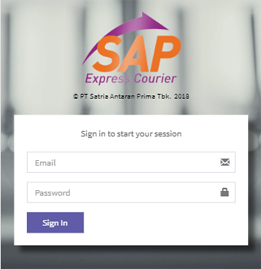 SAP
Express Courier
© PT Satria Antaran Prima Tbk. 2018
Sign in to start your session
Email
Password
Sign In